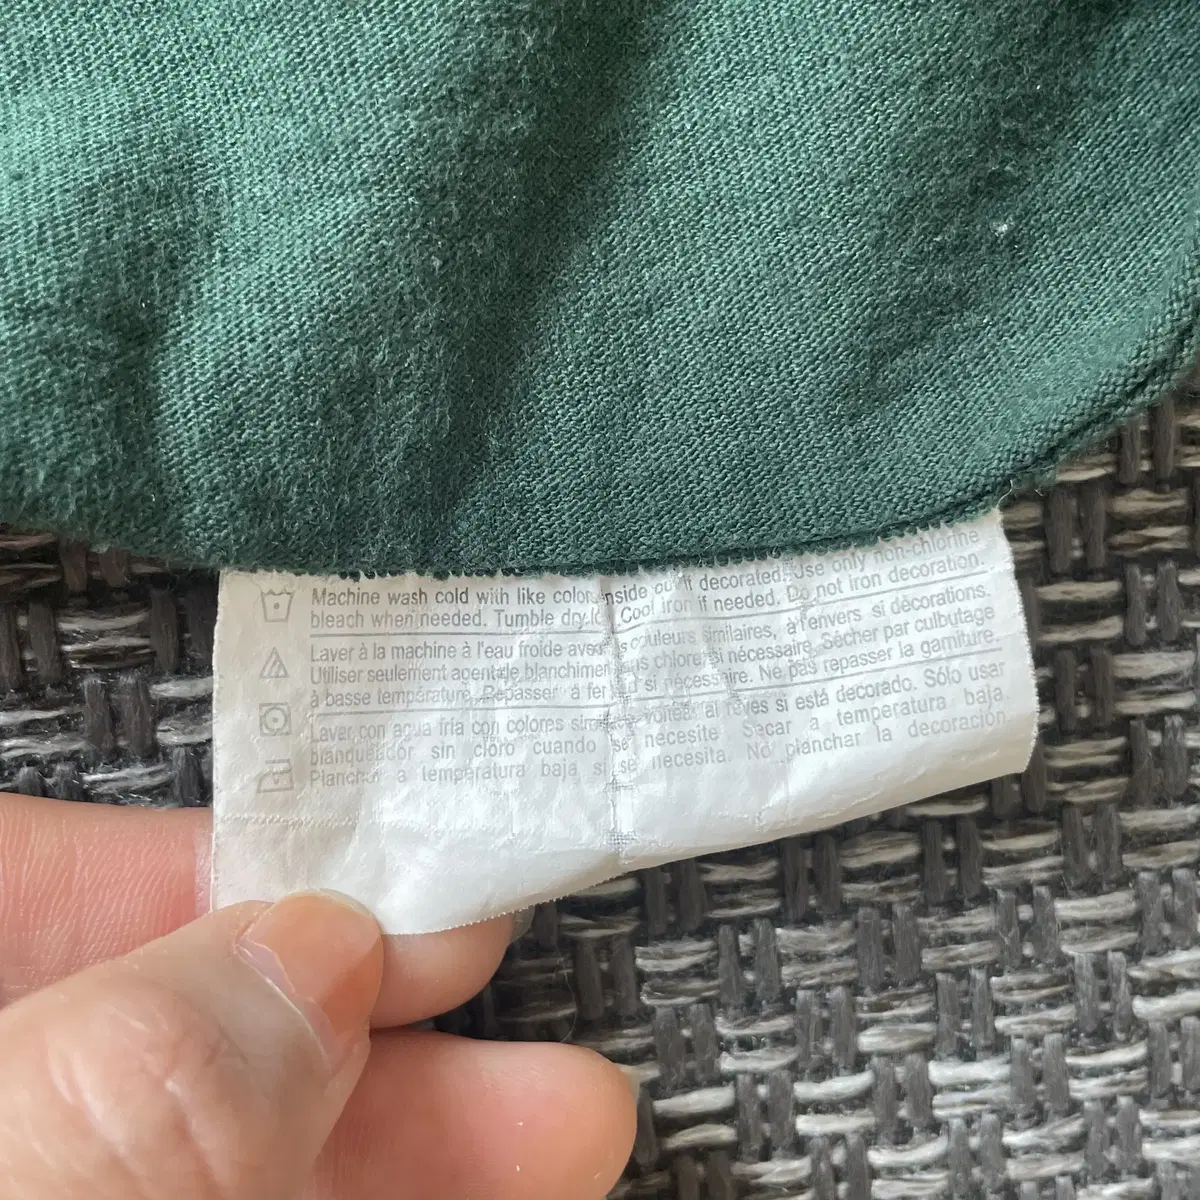 Machine wash cold with like colors inside out if decorated. Use only non-chlorine
bleach when needed. Tumble dry. Cool iron if needed. Do not iron decoration.
Laver à la machine à l'eau froide avec couleurs similaires, à l'envers si décorations.
Utiliser seulement agent de blanchiment sans chlore si nécessaire. Sécher par culbutage
à basse température. Repasser à fer si nécessaire. Ne pas repasser la garniture.
Lavar con agua fría con colores voltear al revés si está decorado. Sólo usar
blanqueador sin cloro cuando se necesite. Secar a temperatura baja.
Planchar a temperatura baja si se necesita. No planchar la decoración.